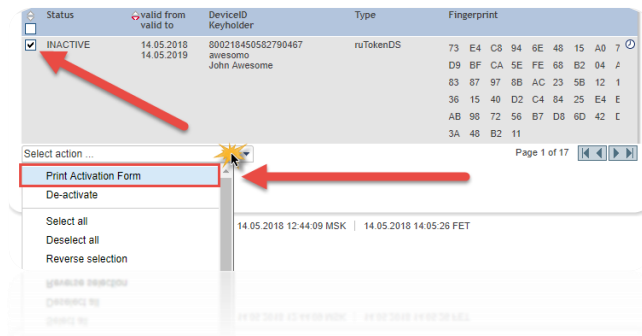 Status valid from DeviceID Type Fingerprint
valid to Keyholder
INACTIVE 14.05.2018 800218450582790467 ruTokenDS 73 E4 C8 94 6E 48 15 A0 7
14.05.2019 awesomo D9 BF CA 5E FE 68 B2 04
John Awesome 83 87 97 8B AC 23 5B 12 1
36 15 40 D2 C4 84 25 E4
AB 98 72 56 B7 D8 6D 42
3A 48 B2 11
Select action ... Page 1 of 17
Print Activation Form
De-activate
Select all 14.05.2018 12:44:09 MSK | 14.05.2018 14:05:26 FET
Deselect all
Reverse selection